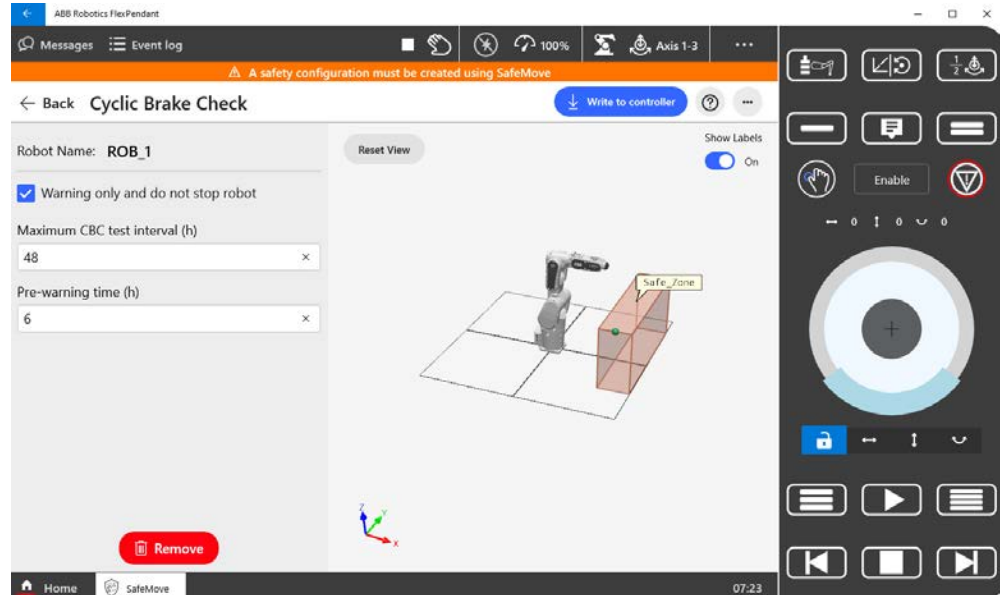 ABB Robotics FlexPendant
Messages Event log 100% Axis 1-3 ...
A safety configuration must be created using SafeMove
Back Cyclic Brake Check Write to controller ? ...
Robot Name: ROB_1 Reset View Show Labels
On
Warning only and do not stop robot
Maximum CBC test interval (h)
48
Pre-warning time (h)
6
Safe_Zone
Z Y
X
Remove
Home SafeMove 07:23
1/2
Enable
0 0 0